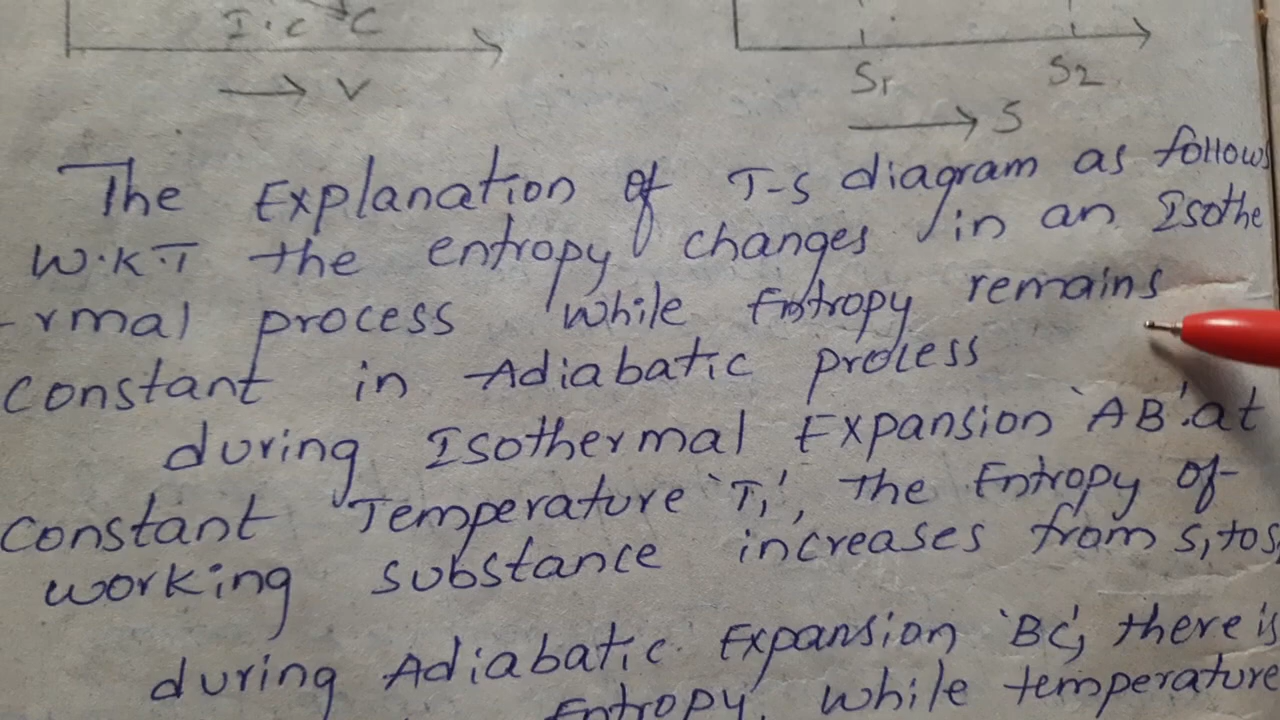 I.C C
→ V
S1 S2
→ S
The Explanation of T-S diagram as follows
W.K.T the entropy changes in an Isothe
-rmal process while Entropy remains
constant in Adiabatic process
during Isothermal Expansion 'AB' at
constant Temperature 'T1', the Entropy of
working substance increases from S1 to S
during Adiabatic Expansion 'BC', there is
Entropy, while temperature